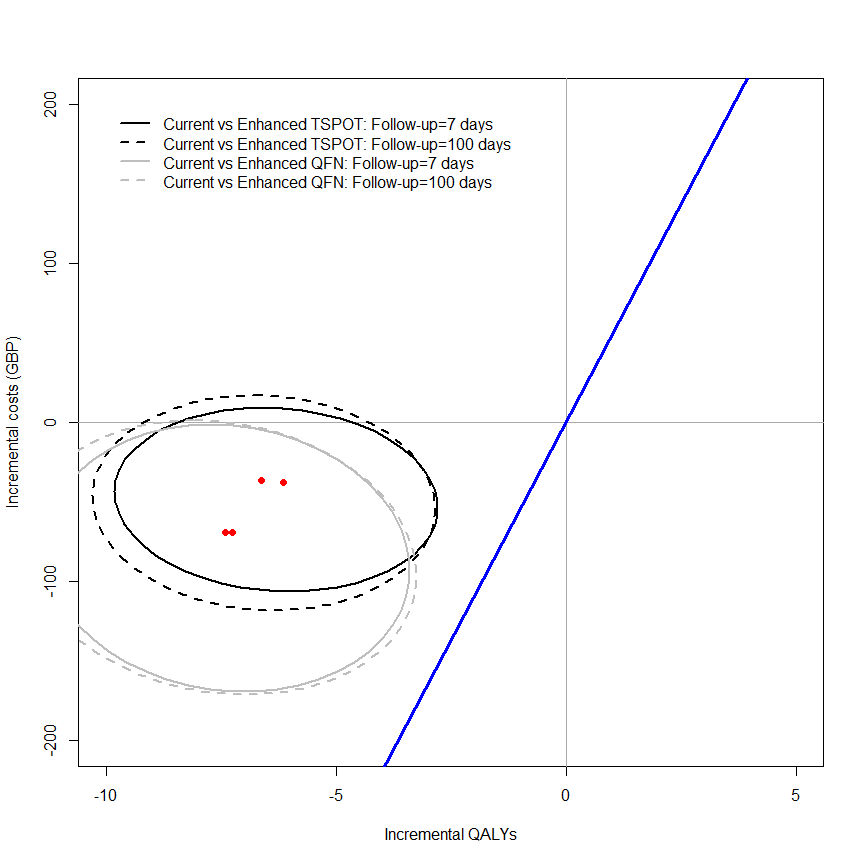 Current vs Enhanced TSPOT: Follow-up=7 days
Current vs Enhanced TSPOT: Follow-up=100 days
Current vs Enhanced QFN: Follow-up=7 days
Current vs Enhanced QFN: Follow-up=100 days
Incremental costs (GBP)
200
100
0
-100
-200
-10
-5
0
5
Incremental QALYs